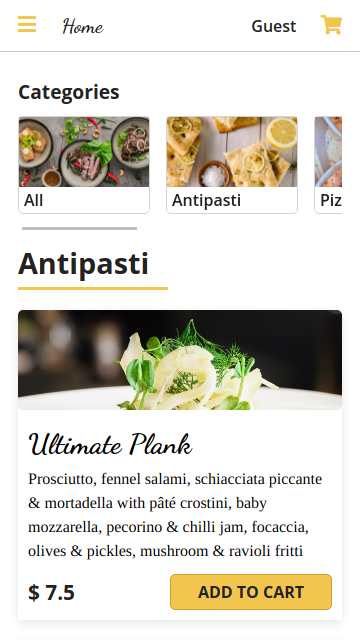 Home
Guest
Categories
All
Antipasti
Piz
Antipasti
Ultimate Plank
Prosciutto, fennel salami, schiacciata piccante
& mortadella with pâté crostini, baby
mozzarella, pecorino & chilli jam, focaccia,
olives & pickles, mushroom & ravioli fritti
$ 7.5
ADD TO CART